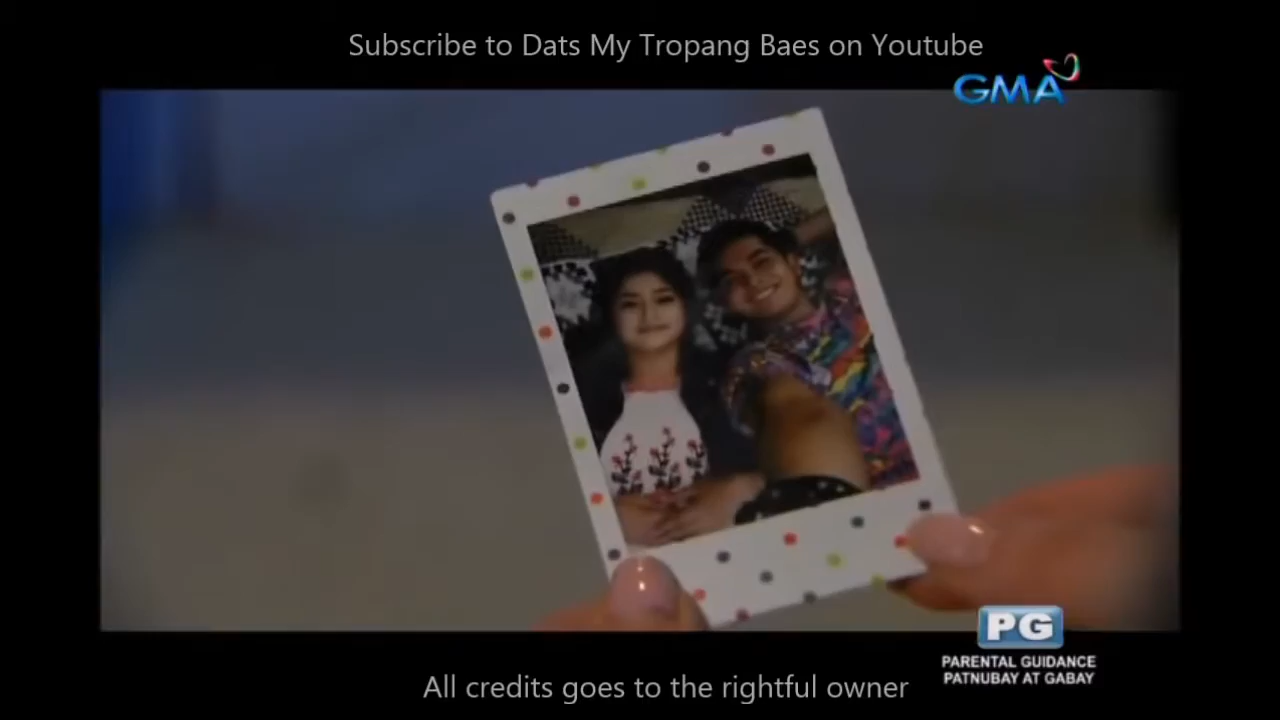 Subscribe to Dats My Tropang Baes on Youtube
GMA
PG
PARENTAL GUIDANCE
PATNUBAY AT GABAY
All credits goes to the rightful owner